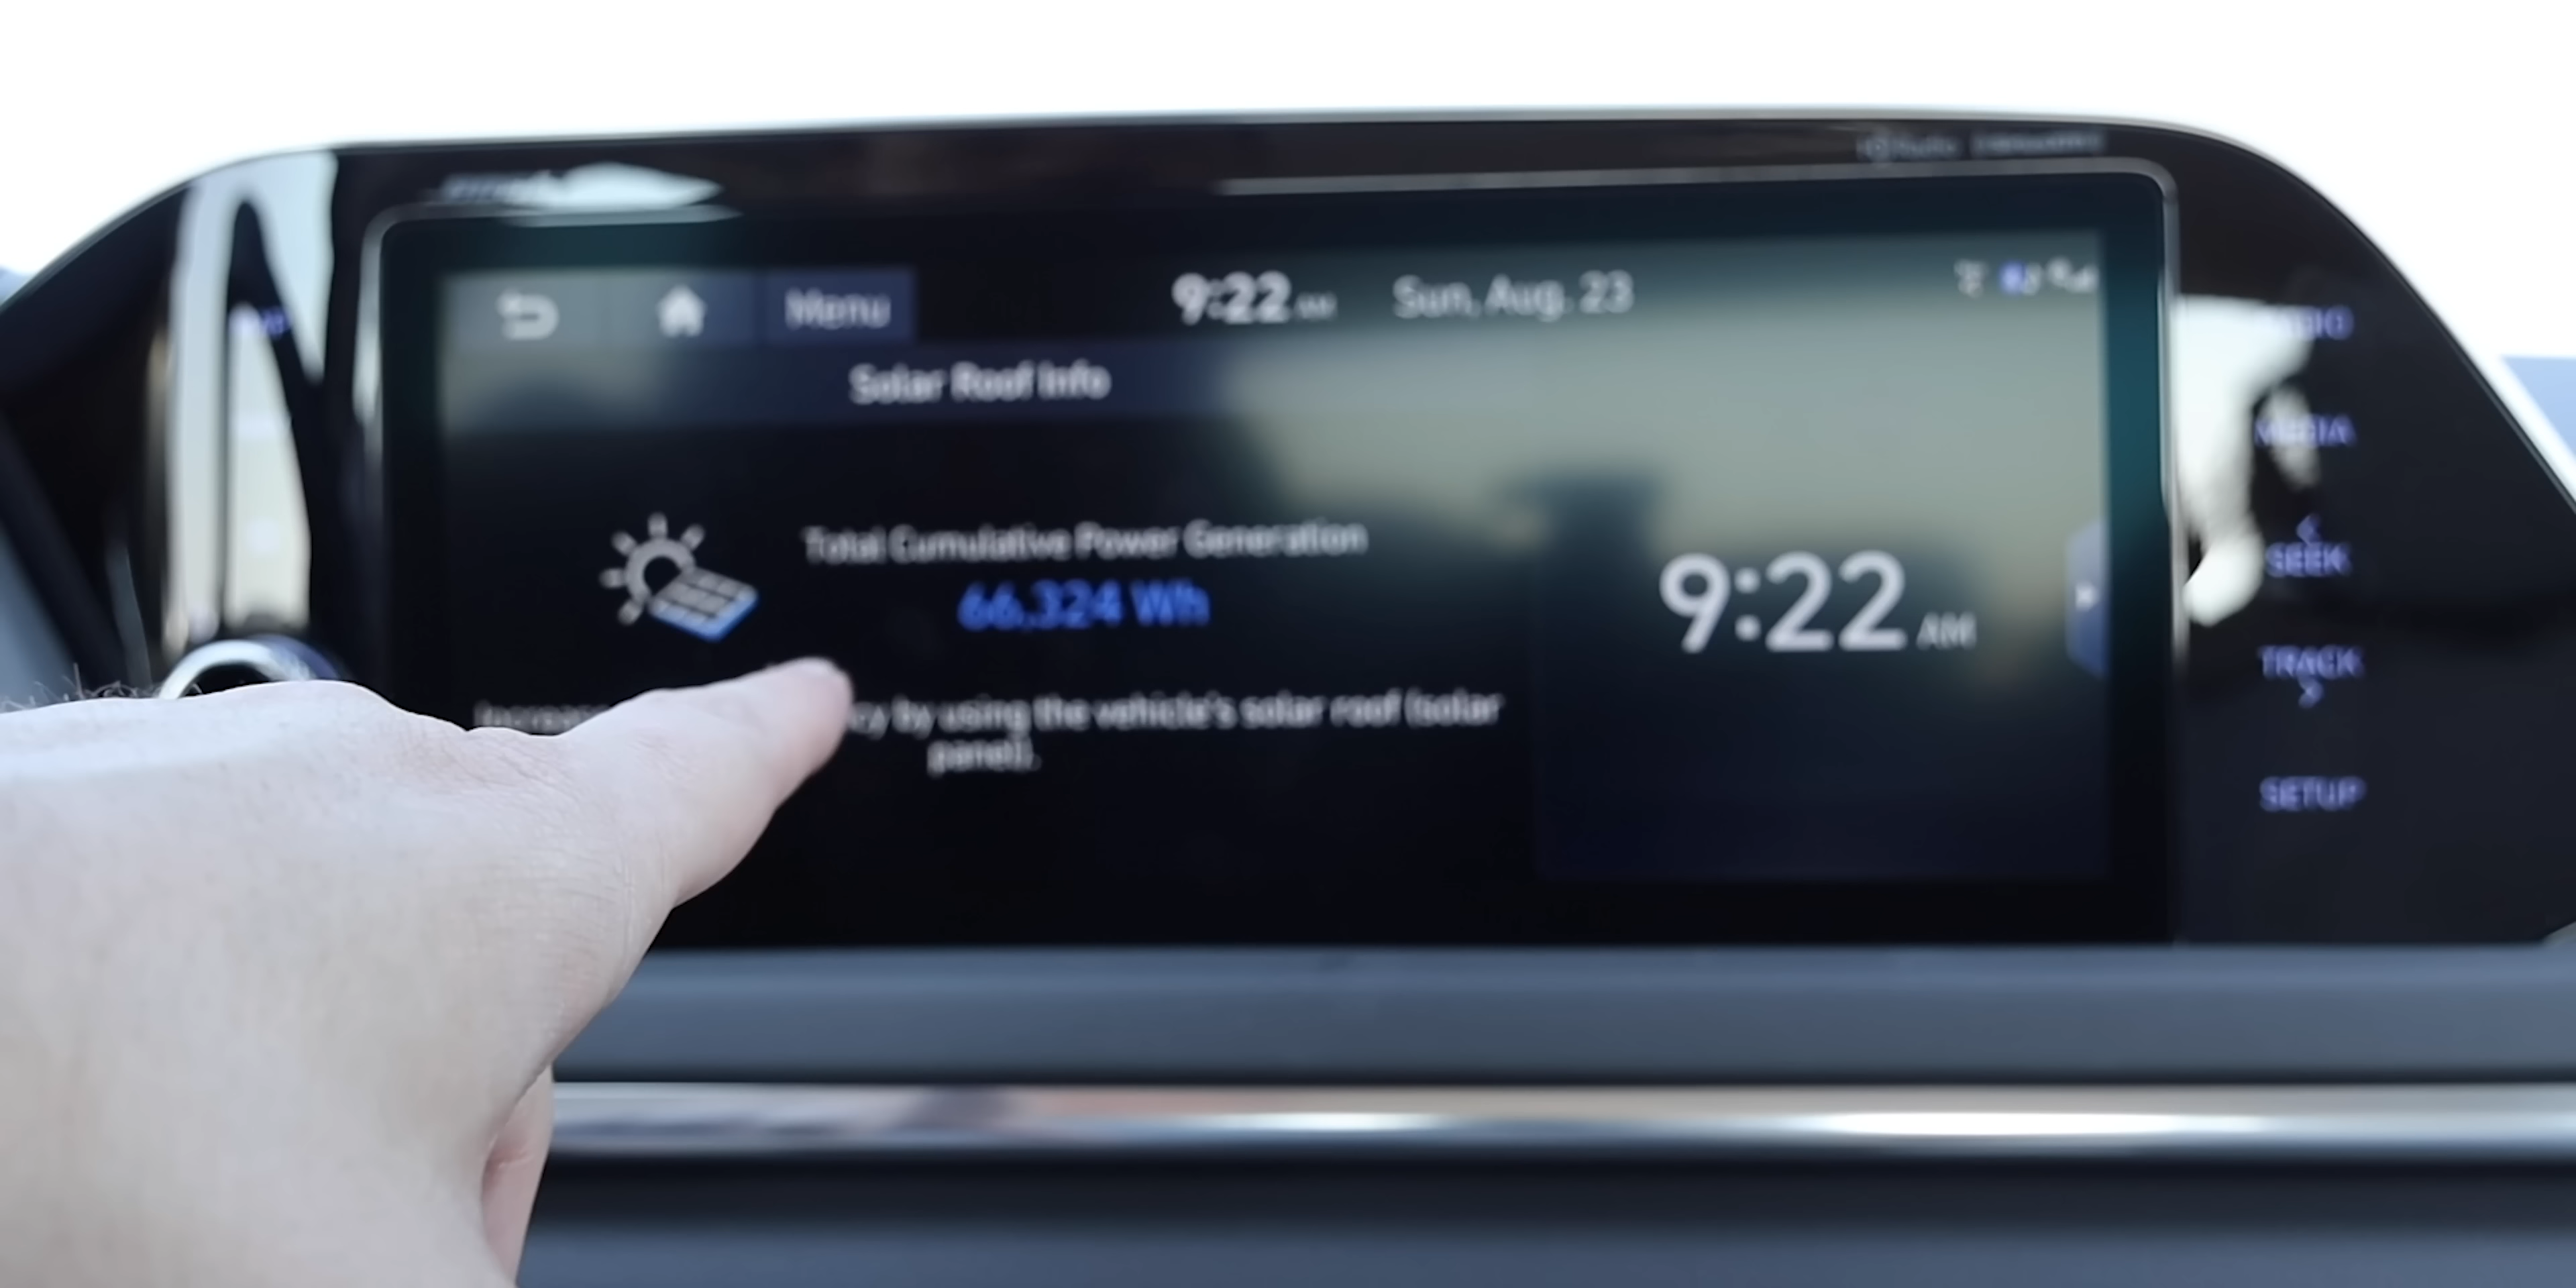 Menu
9:22 AM
Sun, Aug. 23
Solar Roof Info
Total Cumulative Power Generation
66,324 Wh
by using the vehicle's solar roof (solar
panel).
9:22 AM
MEDIA
<
SEEK
TRACK
>
SETUP